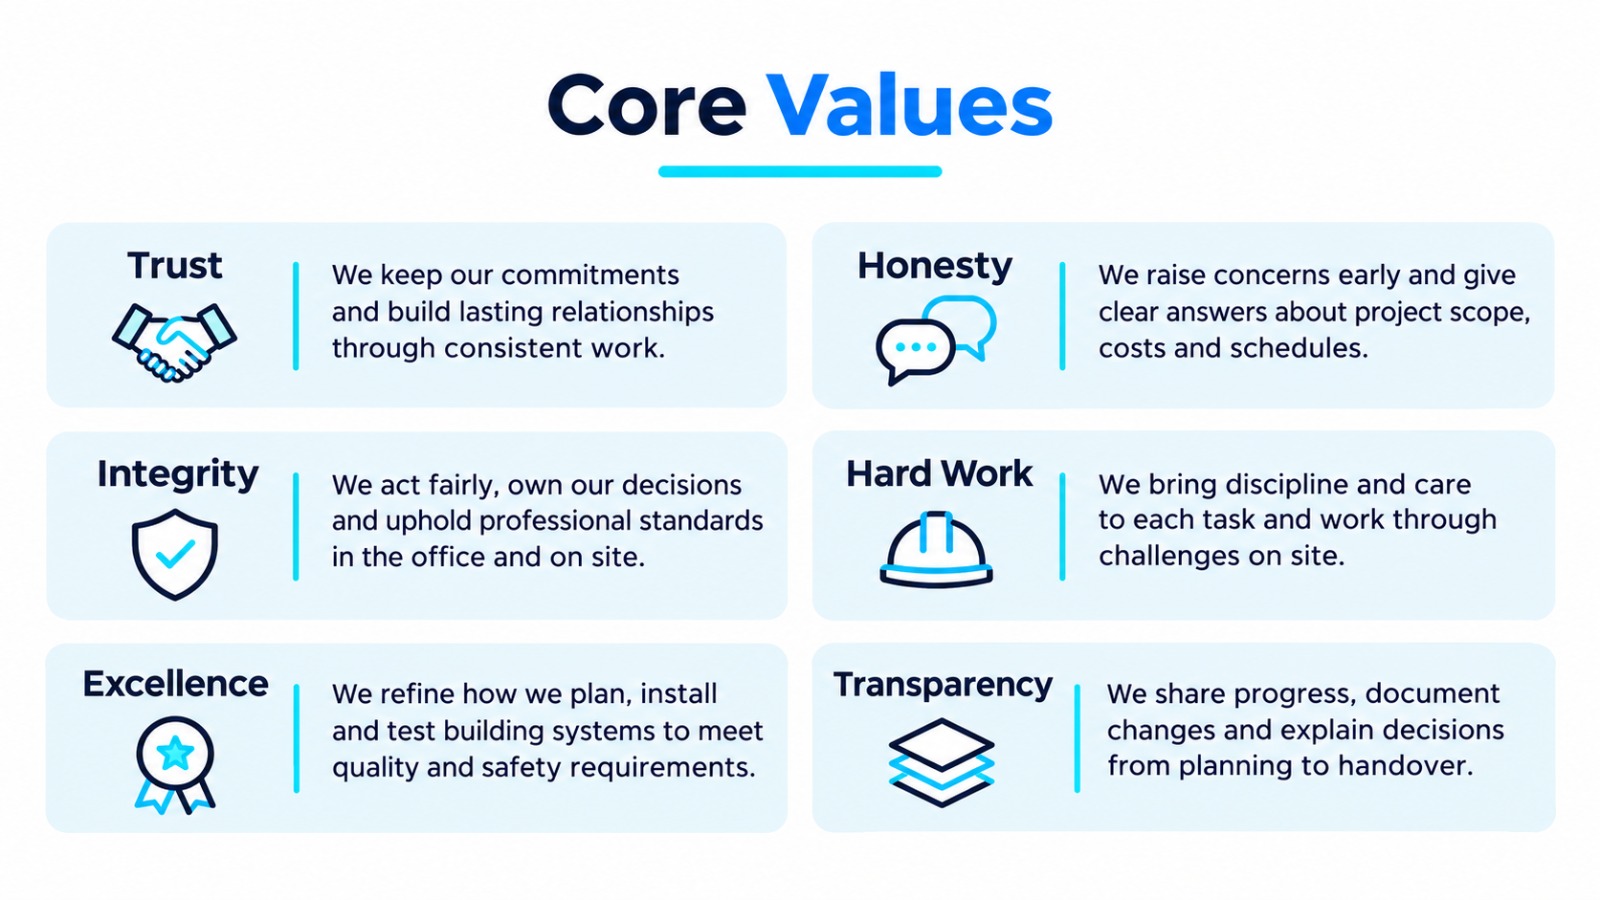 Core Values
Trust
We keep our commitments
and build lasting relationships
through consistent work.
Honesty
We raise concerns early and give
clear answers about project scope,
costs and schedules.
Integrity
We act fairly, own our decisions
and uphold professional standards
in the office and on site.
Hard Work
We bring discipline and care
to each task and work through
challenges on site.
Excellence
We refine how we plan, install
and test building systems to meet
quality and safety requirements.
Transparency
We share progress, document
changes and explain decisions
from planning to handover.